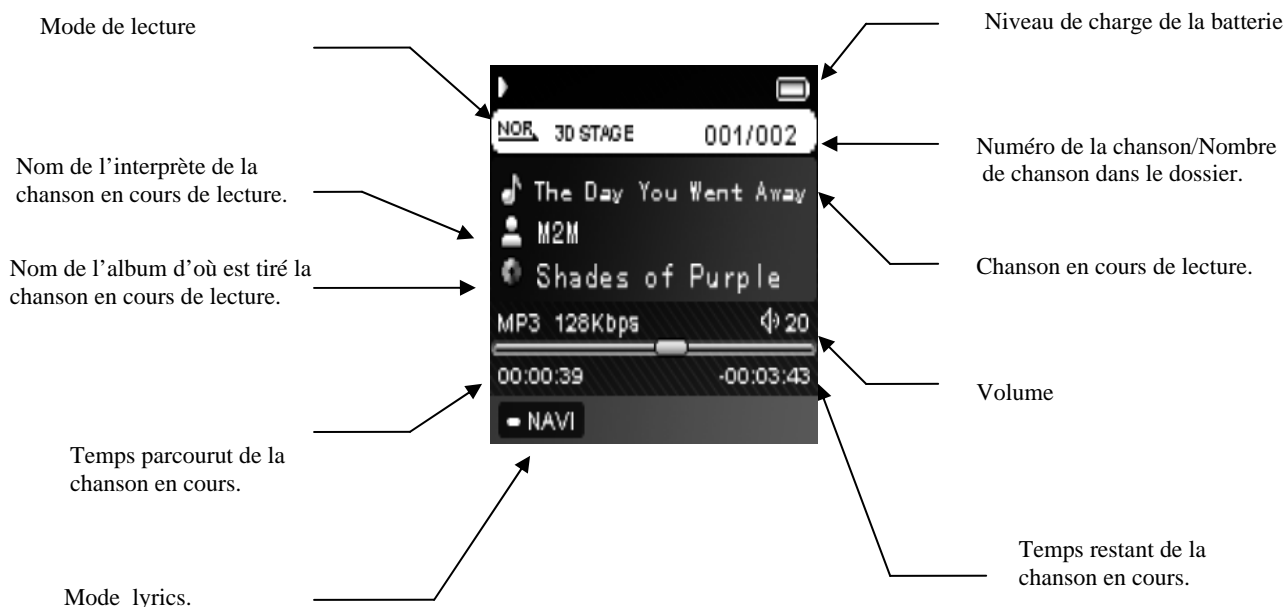 Mode de lecture
Niveau de charge de la batterie
NOR 3D STAGE 001/002
Numéro de la chanson/Nombre
de chanson dans le dossier.
Nom de l’interprète de la
chanson en cours de lecture.
The Day You Went Away
M2M
Shades of Purple
Nom de l’album d’où est tiré la
chanson en cours de lecture.
Chanson en cours de lecture.
MP3 128Kbps 20
00:00:39 -00:03:43
NAVI
Volume
Temps parcourut de la
chanson en cours.
Temps restant de la
chanson en cours.
Mode lyrics.